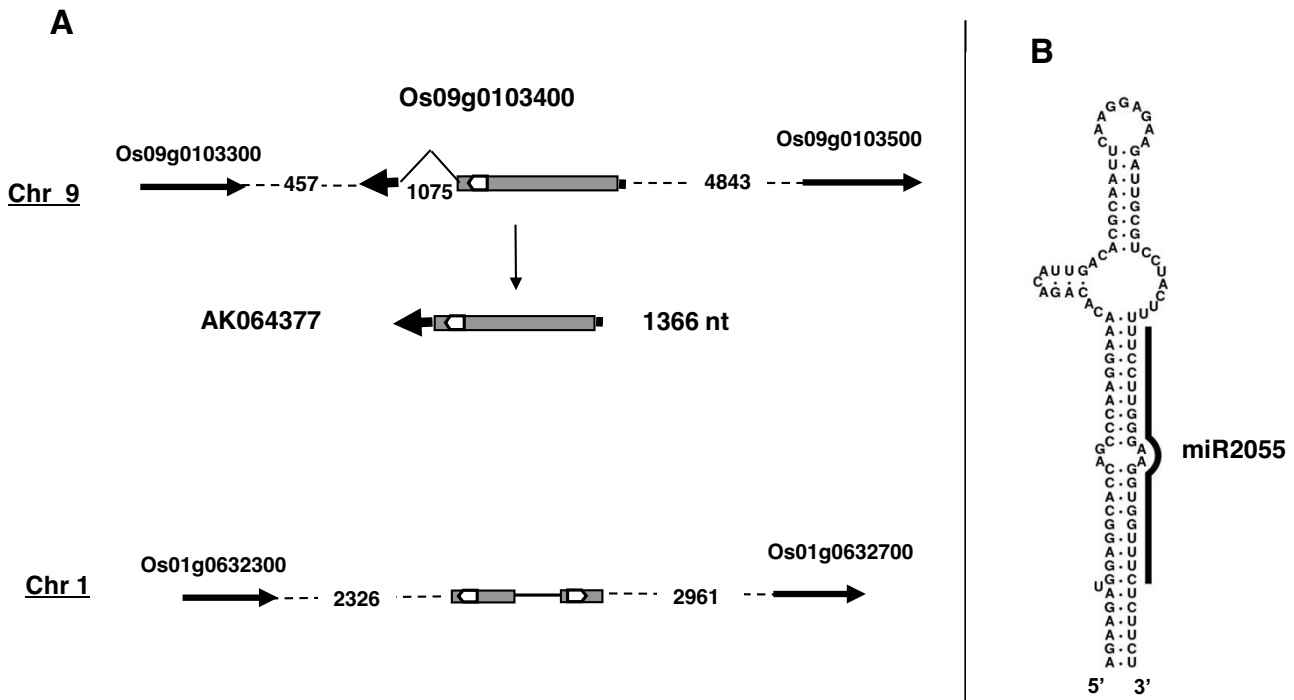 A
B
Os09g0103400
Os09g0103300
Os09g0103500
Chr 9
457
1075
4843
AK064377
1366 nt
Os01g0632300
Os01g0632700
Chr 1
2326
2961
miR2055
5'
3'